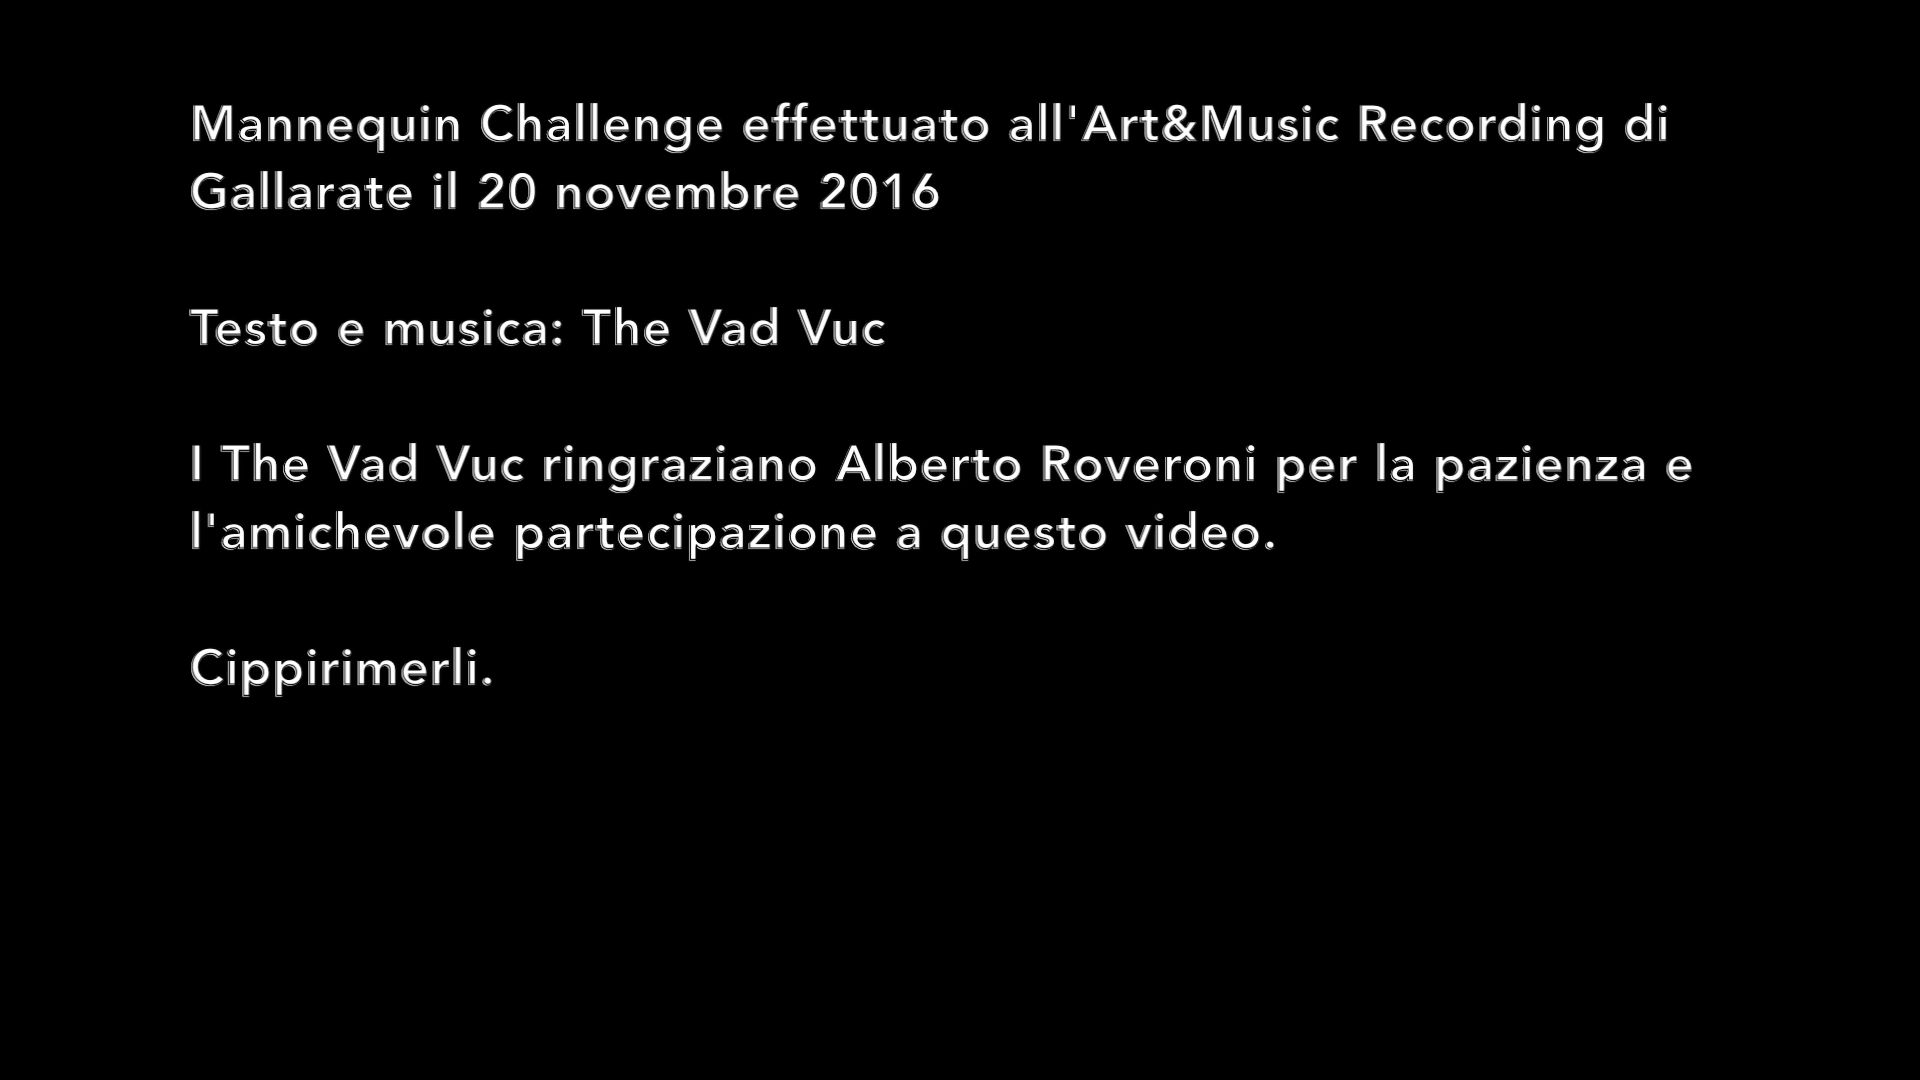 Mannequin Challenge effettuato all'Art&Music Recording di
Gallarate il 20 novembre 2016
Testo e musica: The Vad Vuc
I The Vad Vuc ringraziano Alberto Roveroni per la pazienza e
l'amichevole partecipazione a questo video.
Cippirimerli.